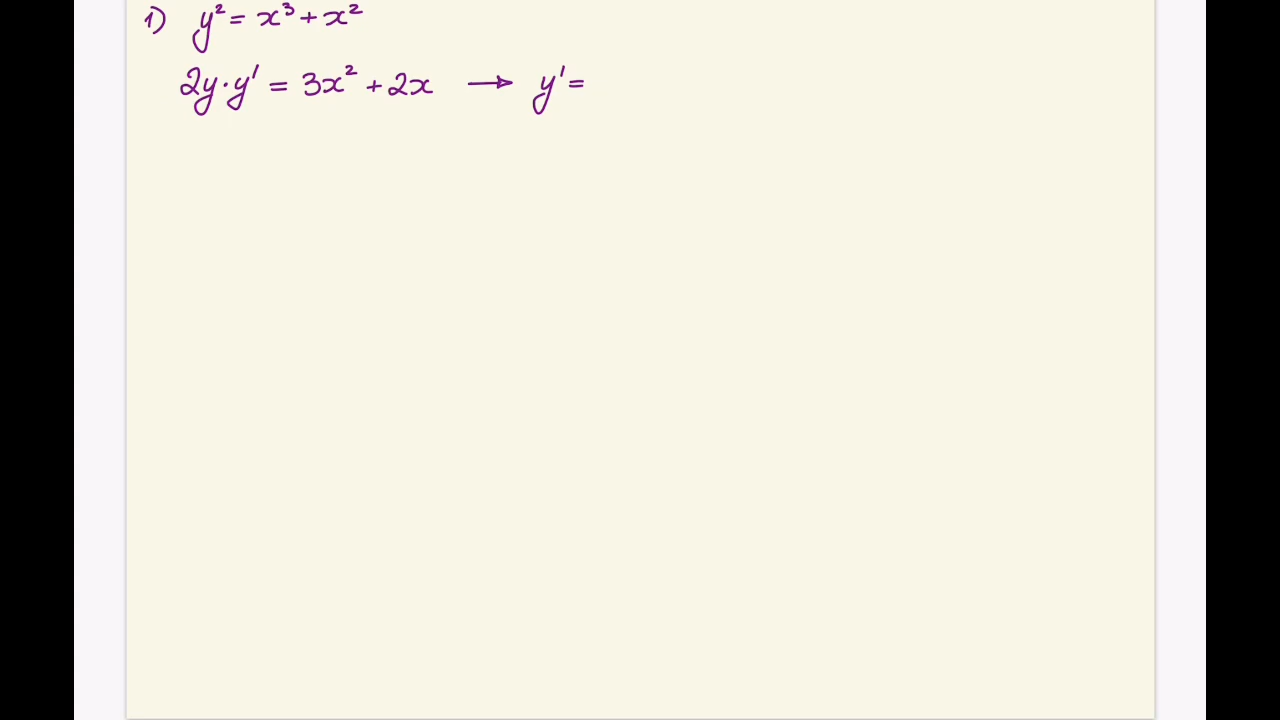 1) y² = x³ + x²
2y · y' = 3x² + 2x → y' =